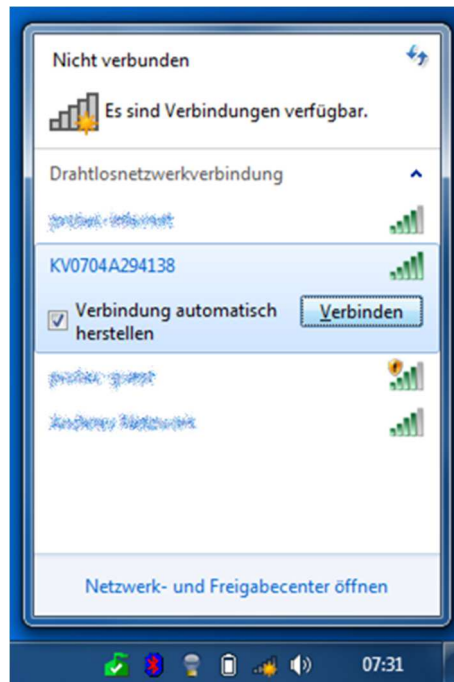 Nicht verbunden
Es sind Verbindungen verfügbar.
Drahtlosnetzwerkverbindung
KV0704A294138
Verbindung automatisch
herstellen
Verbinden
Netzwerk- und Freigabecenter öffnen
07:31